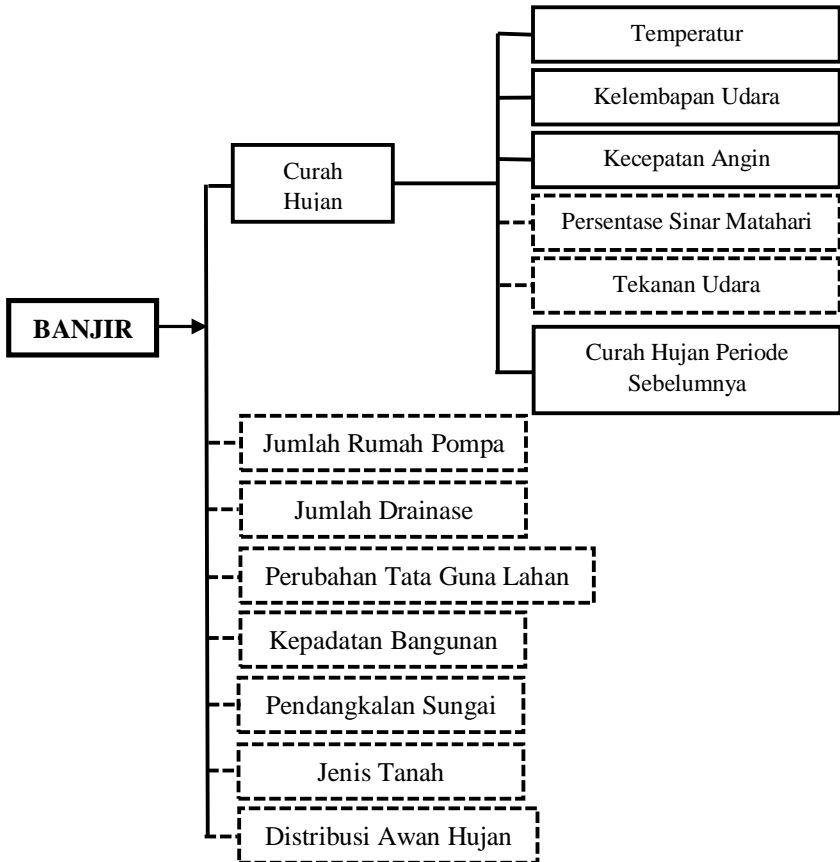 Temperatur
Kelembapan Udara
Curah
Hujan
Kecepatan Angin
Persentase Sinar Matahari
Tekanan Udara
BANJIR
Curah Hujan Periode
Sebelumnya
Jumlah Rumah Pompa
Jumlah Drainase
Perubahan Tata Guna Lahan
Kepadatan Bangunan
Pendangkalan Sungai
Jenis Tanah
Distribusi Awan Hujan